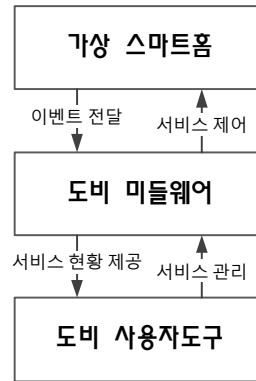 가상 스마트홈
이벤트 전달
서비스 제어
도비 미들웨어
서비스 현황 제공
서비스 관리
도비 사용자도구